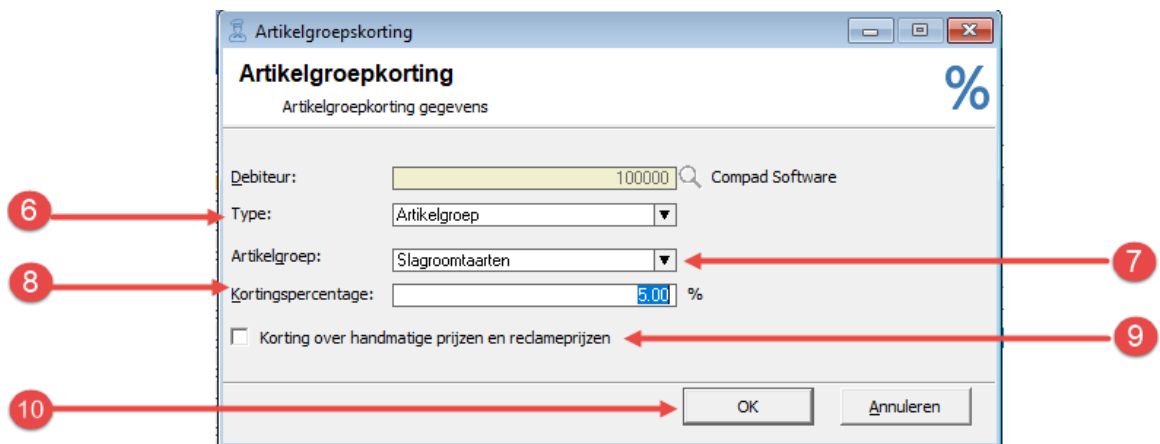 Artikelgroepskorting
Artikelgroepkorting
%
Artikelgroepkorting gegevens
Debiteur: 100000 Compad Software
6 Type: Artikelgroep
Artikelgroep: Slagroomtaarten 7
8 Kortingspercentage: 5.00 %
Korting over handmatige prijzen en reclameprijzen 9
10 OK Annuleren